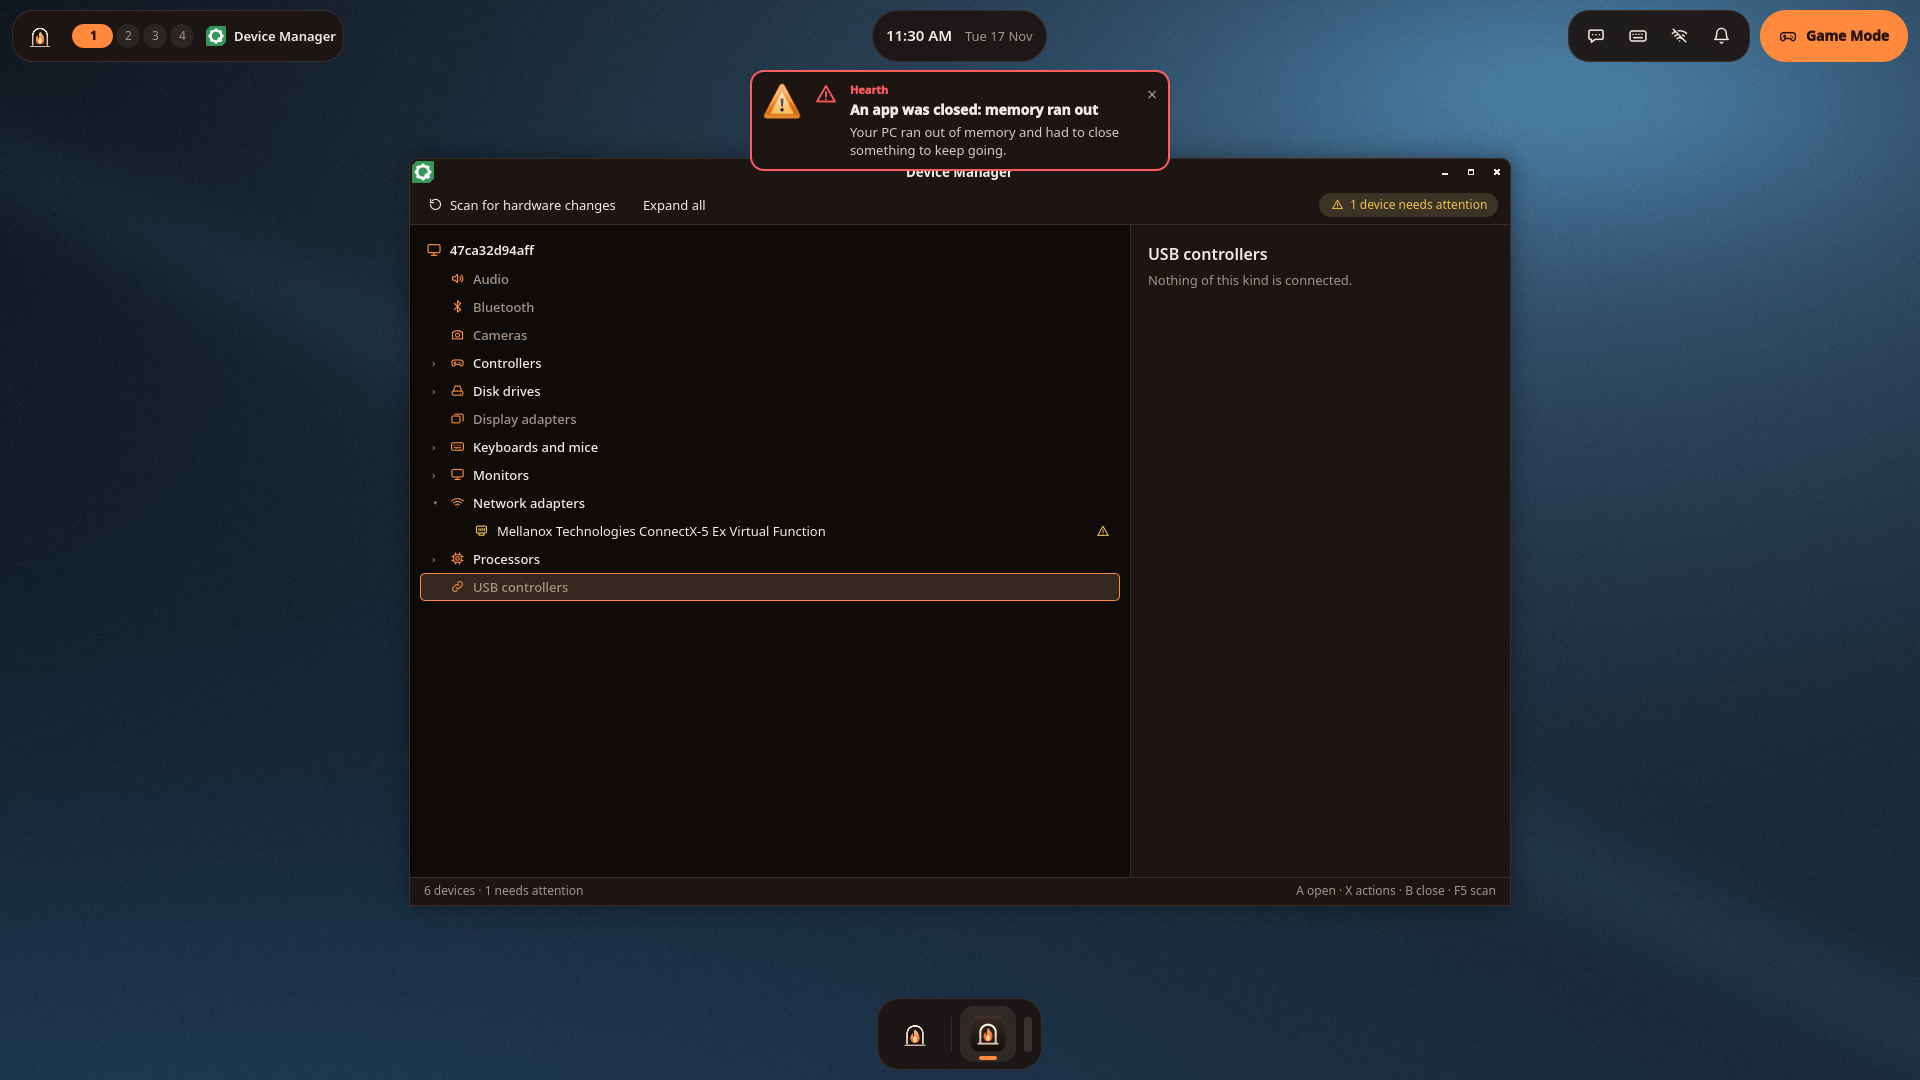 1 2 3 4 Device Manager
11:30 AM Tue 17 Nov
Game Mode
Hearth
An app was closed: memory ran out
Your PC ran out of memory and had to close
something to keep going.
Device Manager
Scan for hardware changes Expall all
1 device needs attention
47ca32d94aff
Audio
Bluetooth
Cameras
Controllers
Disk drives
Display adapters
Keyboards and mice
Monitors
Network adapters
Mellanox Technologies ConnectX-5 Ex Virtual Function
Processors
USB controllers
USB controllers
Nothing of this kind is connected.
6 devices · 1 needs attention
A open · X actions · B close · F5 scan